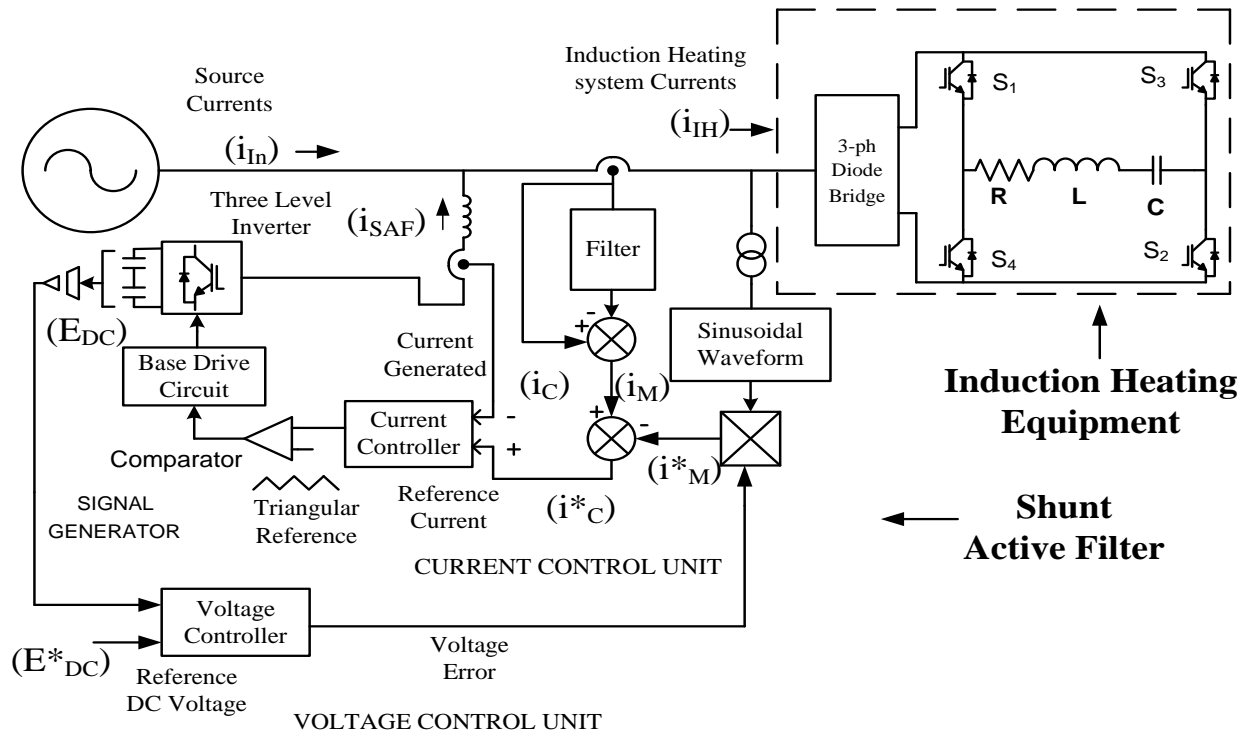 Source
Currents
(i_In)
Induction Heating
system Currents
(i_IH)
3-ph
Diode
Bridge
S₁
S₃
R
L
C
S₄
S₂
Three Level
Inverter
(i_SAF)
Filter
(E_DC)
Current
Generated
-
+
(i_C)
(i_M)
Sinusoidal
Waveform
Base Drive
Circuit
Current
Controller
-
+
+
-
(i*_M)
Induction Heating
Equipment
Comparator
(i*_C)
SIGNAL
GENERATOR
Triangular
Reference
Reference
Current
Shunt
Active Filter
CURRENT CONTROL UNIT
Voltage
Controller
(E*_DC)
Reference
DC Voltage
Voltage
Error
VOLTAGE CONTROL UNIT